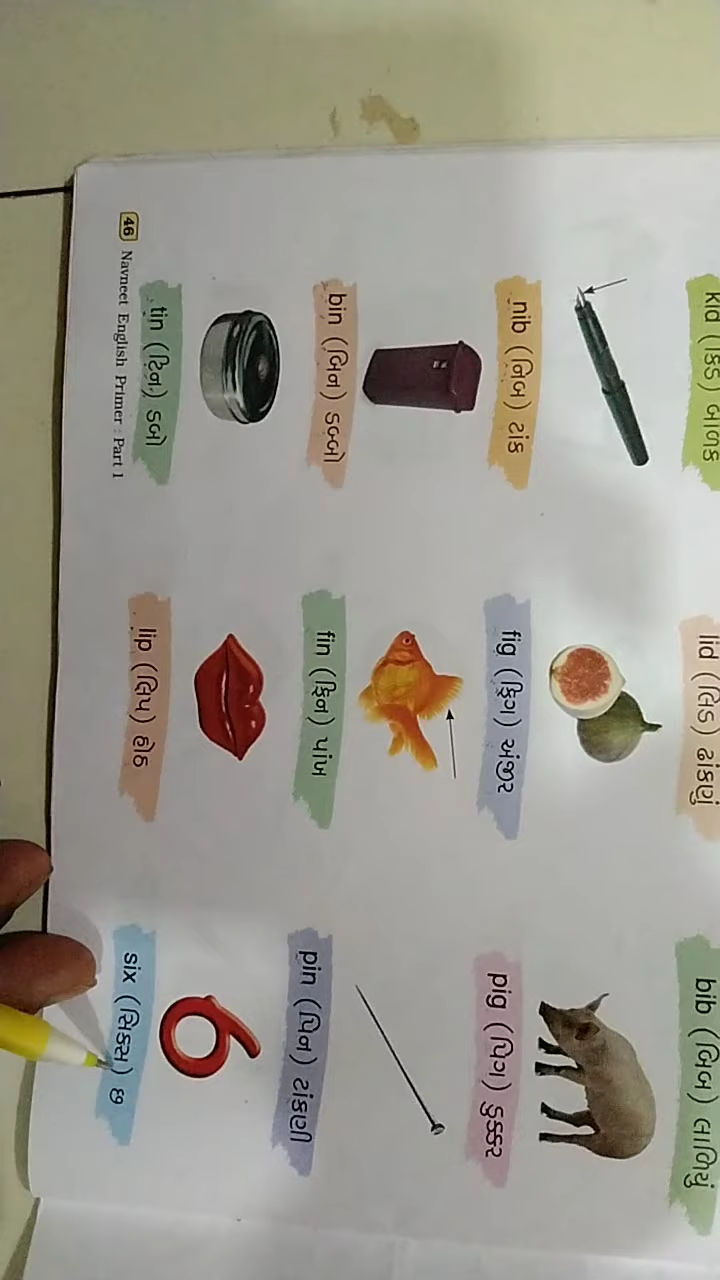 kid (કિડ) બાળક
lid (લિડ) ઢાંકણું
bib (બિબ) લાળિયું
nib (નિબ) ટાંક
fig (ફિગ) અંજીર
pig (પિગ) ડુક્કર
bin (બિન) ડબ્બો
fin (ફિન) પાંખ
pin (પિન) ટાંકણી
tin (ટિન) ડબો
lip (લિપ) હોઠ
six (સિક્સ) છ
6
46 Navneet English Primer : Part 1